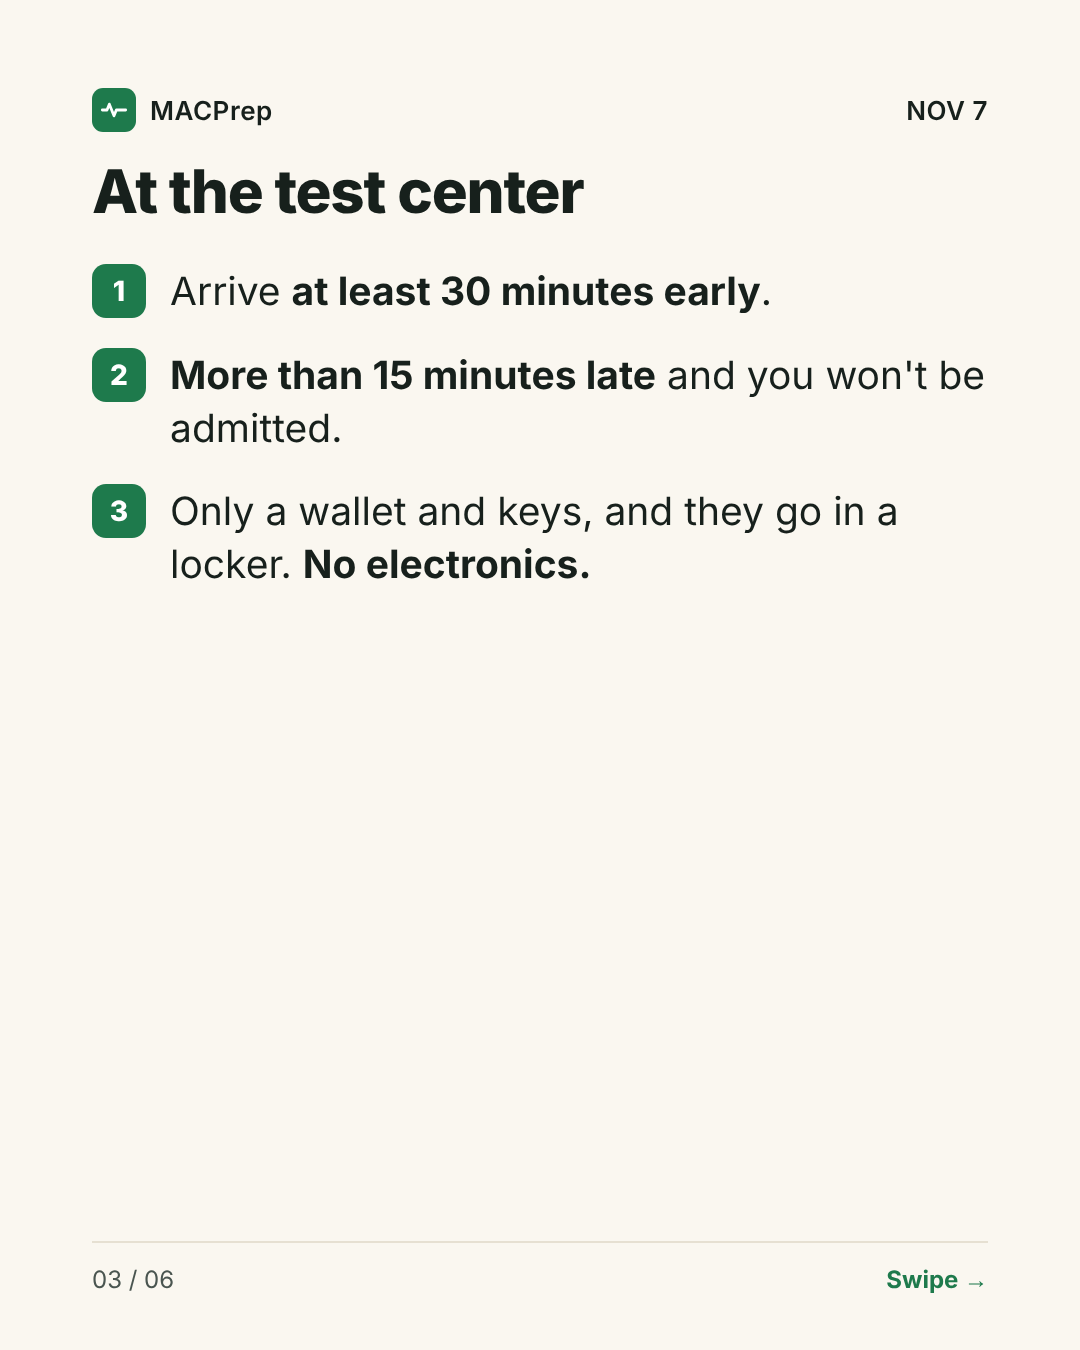 MACPrep
NOV 7
At the test center
1 Arrive at least 30 minutes early.
2 More than 15 minutes late and you won't be
admitted.
3 Only a wallet and keys, and they go in a
locker. No electronics.
03 / 06
Swipe →